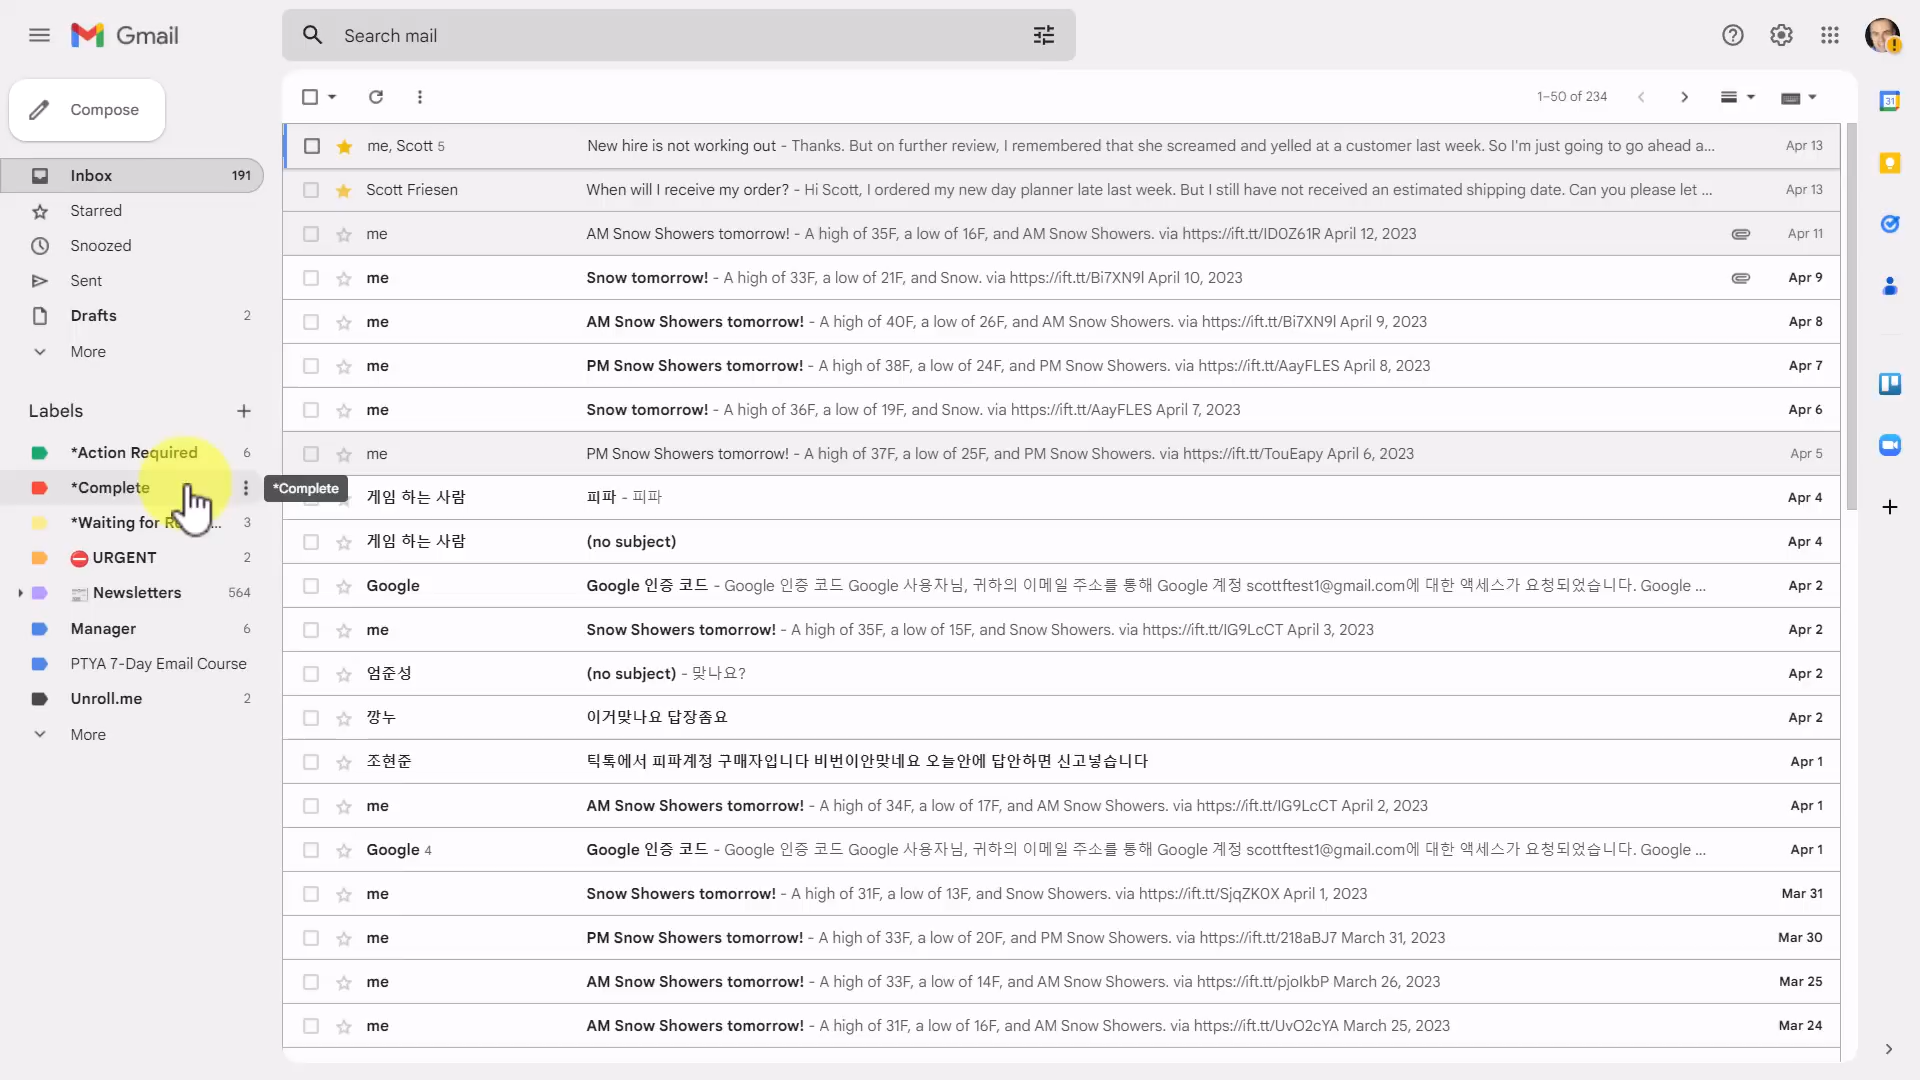 Gmail
Search mail
Compose
1–50 of 234
Inbox 191
Starred
Snoozed
Sent
Drafts 2
More
Labels
*Action Required 6
*Complete
*Complete
*Waiting for ... 3
URGENT 2
Newsletters 564
Manager 6
PTYA 7-Day Email Course
Unroll.me 2
More
me, Scott 5 New hire is not working out - Thanks. But on further review, I remembered that she screamed and yelled at a customer last week. So I'm just going to go ahead a... Apr 13
Scott Friesen When will I receive my order? - Hi Scott, I ordered my new day planner late last week. But I still have not received an estimated shipping date. Can you please let ... Apr 13
me AM Snow Showers tomorrow! - A high of 35F, a low of 16F, and AM Snow Showers. via https://ift.tt/ID0Z61R April 12, 2023 Apr 11
me Snow tomorrow! - A high of 33F, a low of 21F, and Snow. via https://ift.tt/Bi7XN9l April 10, 2023 Apr 9
me AM Snow Showers tomorrow! - A high of 40F, a low of 26F, and AM Snow Showers. via https://ift.tt/Bi7XN9l April 9, 2023 Apr 8
me PM Snow Showers tomorrow! - A high of 38F, a low of 24F, and PM Snow Showers. via https://ift.tt/AayFLES April 8, 2023 Apr 7
me Snow tomorrow! - A high of 36F, a low of 19F, and Snow. via https://ift.tt/AayFLES April 7, 2023 Apr 6
me PM Snow Showers tomorrow! - A high of 37F, a low of 25F, and PM Snow Showers. via https://ift.tt/TouEapy April 6, 2023 Apr 5
게임 하는 사람 피파 - 피파 Apr 4
게임 하는 사람 (no subject) Apr 4
Google Google 인증 코드 - Google 인증 코드 Google 사용자님, 귀하의 이메일 주소를 통해 Google 계정 scottftest1@gmail.com에 대한 액세스가 요청되었습니다. Google ... Apr 2
me Snow Showers tomorrow! - A high of 35F, a low of 15F, and Snow Showers. via https://ift.tt/IG9LcCT April 3, 2023 Apr 2
엄준성 (no subject) - 맞나요? Apr 2
깡누 이거맞나요 답장좀요 Apr 2
조현준 틱톡에서 피파계정 구매자입니다 비번이안맞네요 오늘안에 답안하면 신고넣습니다 Apr 1
me AM Snow Showers tomorrow! - A high of 34F, a low of 17F, and AM Snow Showers. via https://ift.tt/IG9LcCT April 2, 2023 Apr 1
Google 4 Google 인증 코드 - Google 인증 코드 Google 사용자님, 귀하의 이메일 주소를 통해 Google 계정 scottftest1@gmail.com에 대한 액세스가 요청되었습니다. Google ... Apr 1
me Snow Showers tomorrow! - A high of 31F, a low of 13F, and Snow Showers. via https://ift.tt/SjqZK0X April 1, 2023 Mar 31
me PM Snow Showers tomorrow! - A high of 33F, a low of 20F, and PM Snow Showers. via https://ift.tt/218aBJ7 March 31, 2023 Mar 30
me AM Snow Showers tomorrow! - A high of 33F, a low of 14F, and AM Snow Showers. via https://ift.tt/pjoIkbP March 26, 2023 Mar 25
me AM Snow Showers tomorrow! - A high of 31F, a low of 16F, and AM Snow Showers. via https://ift.tt/UvO2cYA March 25, 2023 Mar 24